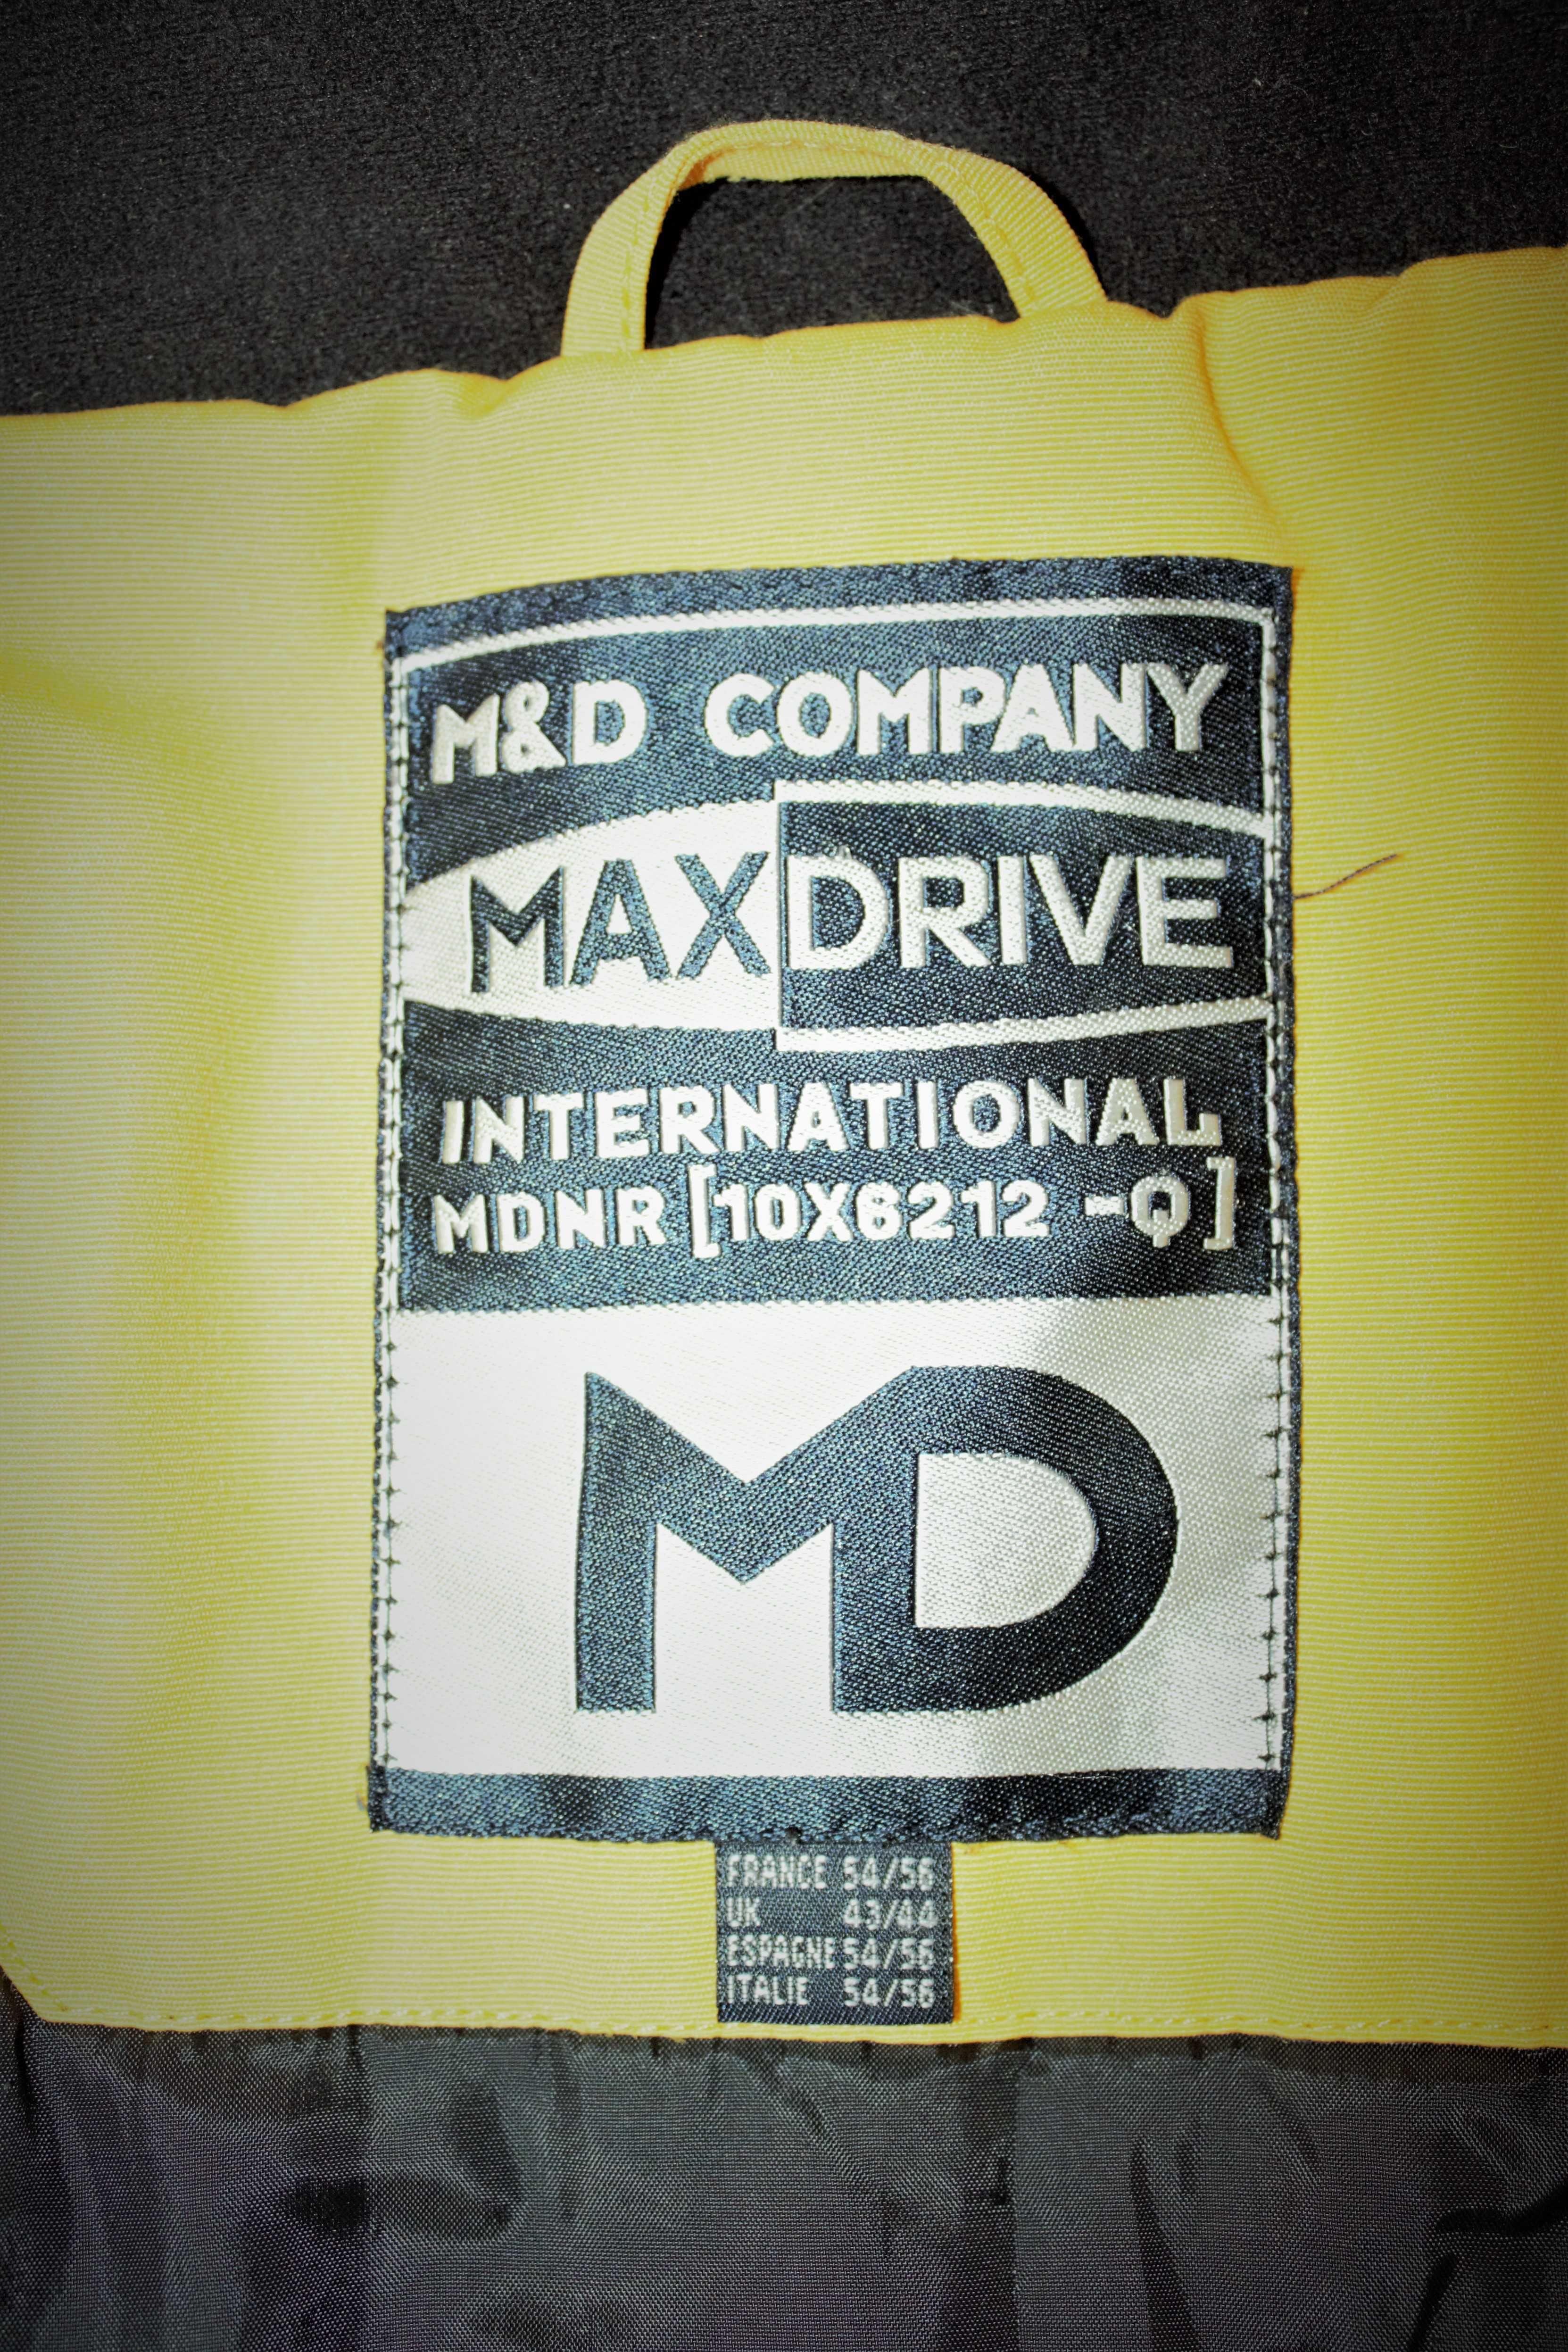 M&D COMPANY
MAXDRIVE
INTERNATIONAL
MDNR [10X6212 -Q]
MD
FRANCE 54/56
UK 43/44
ESPAGNE 54/56
ITALIE 54/56